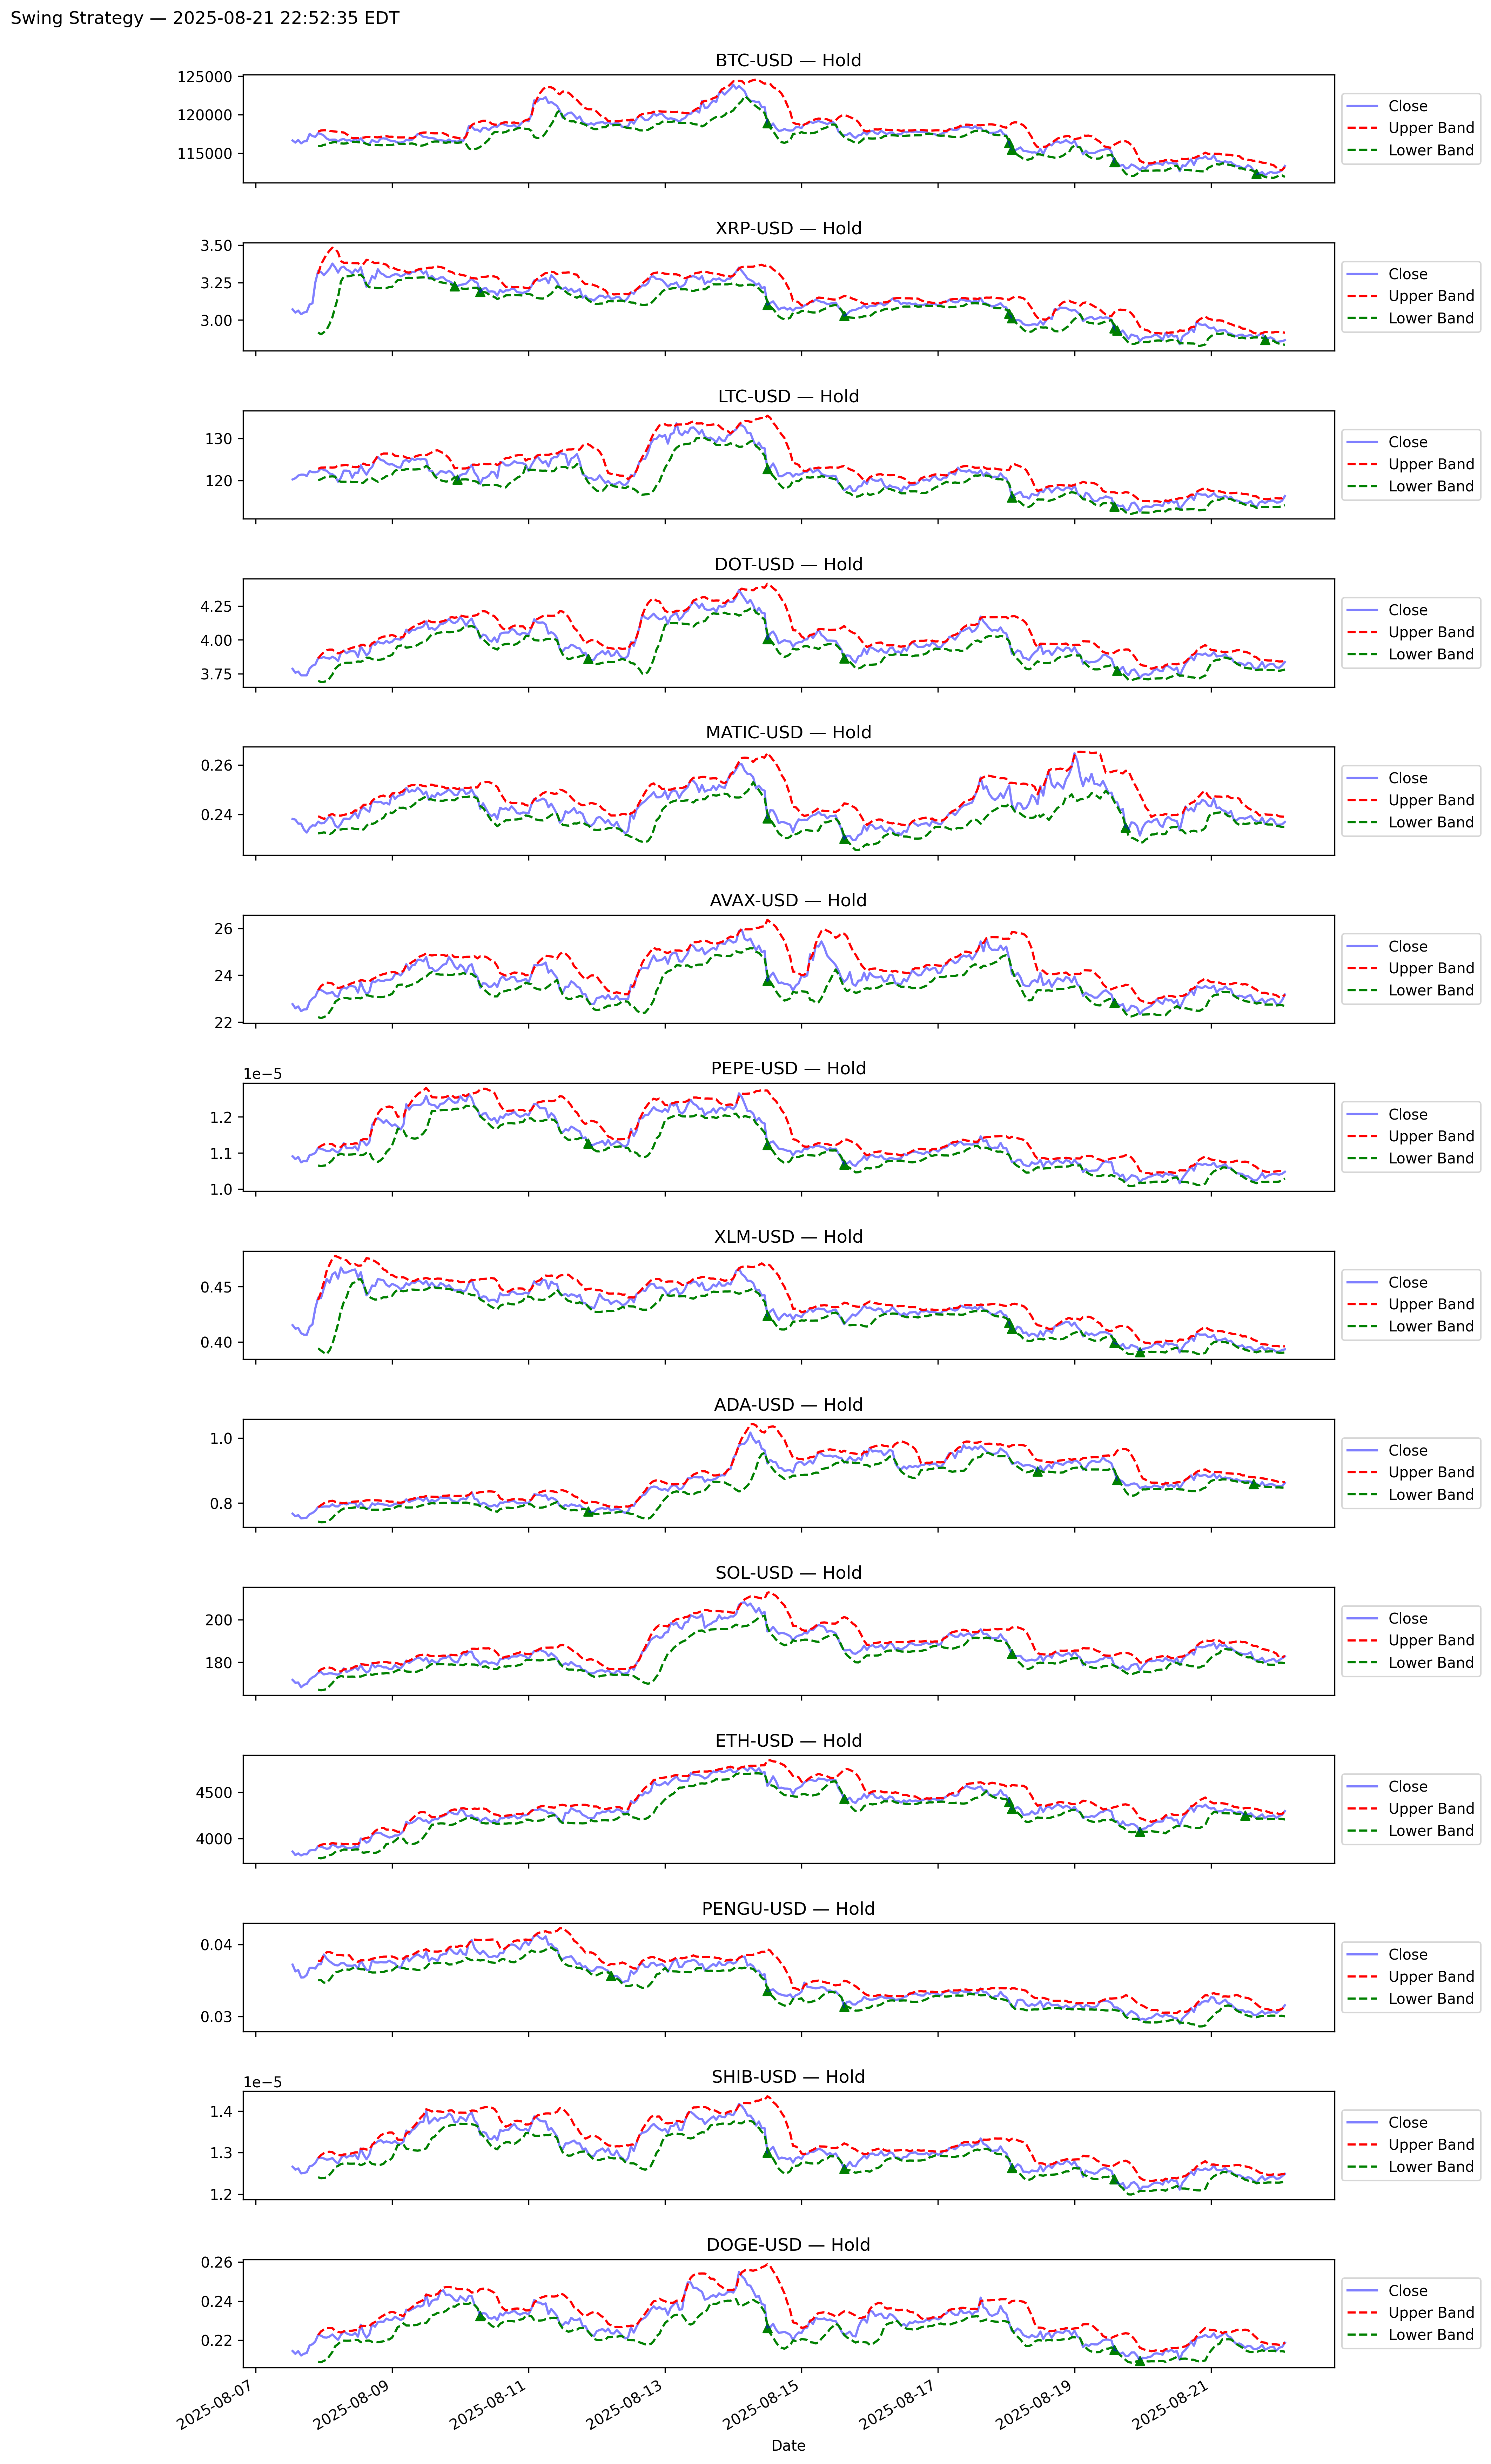 Swing Strategy — 2025-08-21 22:52:35 EDT
BTC-USD — Hold
125000
120000
115000
Close
Upper Band
Lower Band
XRP-USD — Hold
3.50
3.25
3.00
Close
Upper Band
Lower Band
LTC-USD — Hold
130
120
Close
Upper Band
Lower Band
DOT-USD — Hold
4.25
4.00
3.75
Close
Upper Band
Lower Band
MATIC-USD — Hold
0.26
0.24
Close
Upper Band
Lower Band
AVAX-USD — Hold
26
24
22
Close
Upper Band
Lower Band
PEPE-USD — Hold
1e−5
1.2
1.1
1.0
Close
Upper Band
Lower Band
XLM-USD — Hold
0.45
0.40
Close
Upper Band
Lower Band
ADA-USD — Hold
1.0
0.8
Close
Upper Band
Lower Band
SOL-USD — Hold
200
180
Close
Upper Band
Lower Band
ETH-USD — Hold
4500
4000
Close
Upper Band
Lower Band
PENGU-USD — Hold
0.04
0.03
Close
Upper Band
Lower Band
SHIB-USD — Hold
1e−5
1.4
1.3
1.2
Close
Upper Band
Lower Band
DOGE-USD — Hold
0.26
0.24
0.22
Close
Upper Band
Lower Band
2025-08-07
2025-08-09
2025-08-11
2025-08-13
2025-08-15
2025-08-17
2025-08-19
2025-08-21
Date